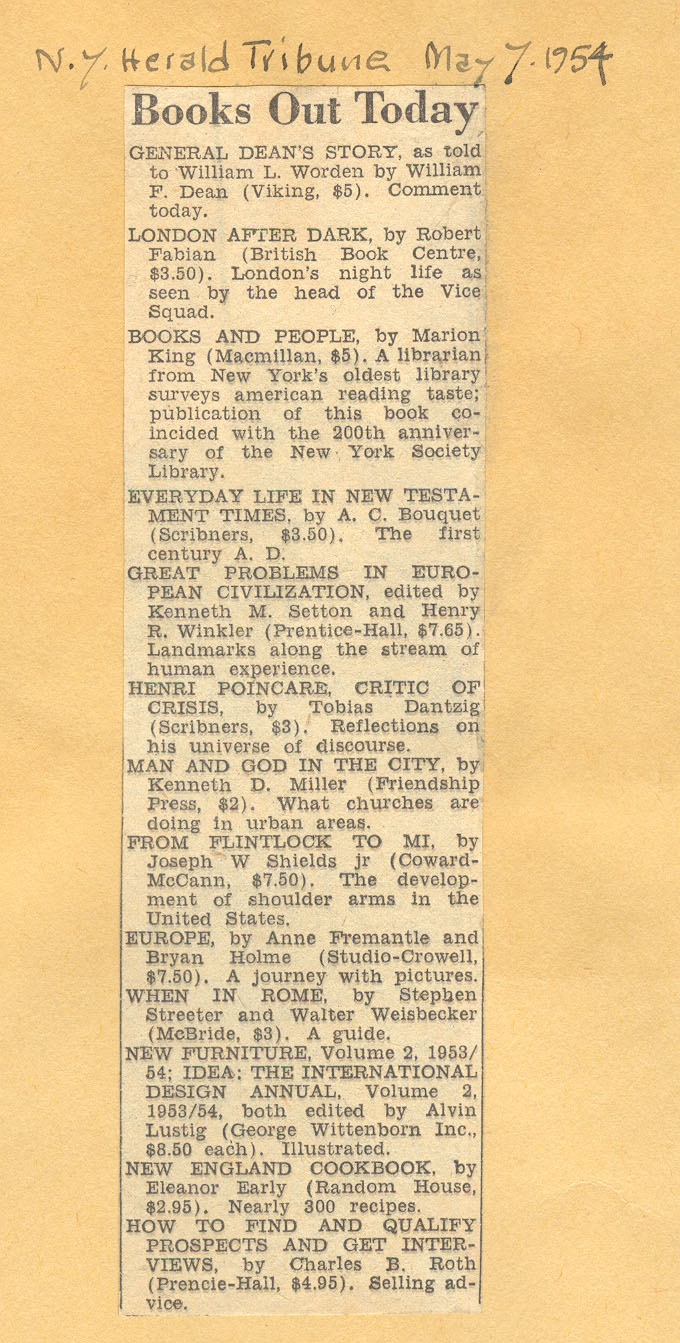 N.Y. Herald Tribune May 7. 1954
Books Out Today
GENERAL DEAN'S STORY, as told
to William L. Worden by William
F. Dean (Viking, $5). Comment
today.
LONDON AFTER DARK, by Robert
Fabian (British Book Centre,
$3.50). London's night life as
seen by the head of the Vice
Squad.
BOOKS AND PEOPLE, by Marion
King (Macmillan, $5). A librarian
from New York's oldest library
surveys american reading taste;
publication of this book co-
incided with the 200th anniver-
sary of the New York Society
Library.
EVERYDAY LIFE IN NEW TESTA-
MENT TIMES, by A. C. Bouquet
(Scribners, $3.50). The first
century A. D.
GREAT PROBLEMS IN EURO-
PEAN CIVILIZATION, edited by
Kenneth M. Setton and Henry
R. Winkler (Prentice-Hall, $7.65).
Landmarks along the stream of
human experience.
HENRI POINCARE, CRITIC OF
CRISIS, by Tobias Dantzig
(Scribners, $3). Reflections on
his universe of discourse.
MAN AND GOD IN THE CITY, by
Kenneth D. Miller (Friendship
Press, $2). What churches are
doing in urban areas.
FROM FLINTLOCK TO MI, by
Joseph W Shields jr (Coward-
McCann, $7.50). The develop-
ment of shoulder arms in the
United States.
EUROPE, by Anne Fremantle and
Bryan Holme (Studio-Crowell,
$7.50). A journey with pictures.
WHEN IN ROME, by Stephen
Streeter and Walter Weisbecker
(McBride, $3). A guide.
NEW FURNITURE, Volume 2, 1953/
54; IDEA: THE INTERNATIONAL
DESIGN ANNUAL, Volume 2,
1953/54, both edited by Alvin
Lustig (George Wittenborn Inc.,
$8.50 each). Illustrated.
NEW ENGLAND COOKBOOK, by
Eleanor Early (Random House,
$2.95). Nearly 300 recipes.
HOW TO FIND AND QUALIFY
PROSPECTS AND GET INTER-
VIEWS, by Charles B. Roth
(Prencie-Hall, $4.95). Selling ad-
vice.